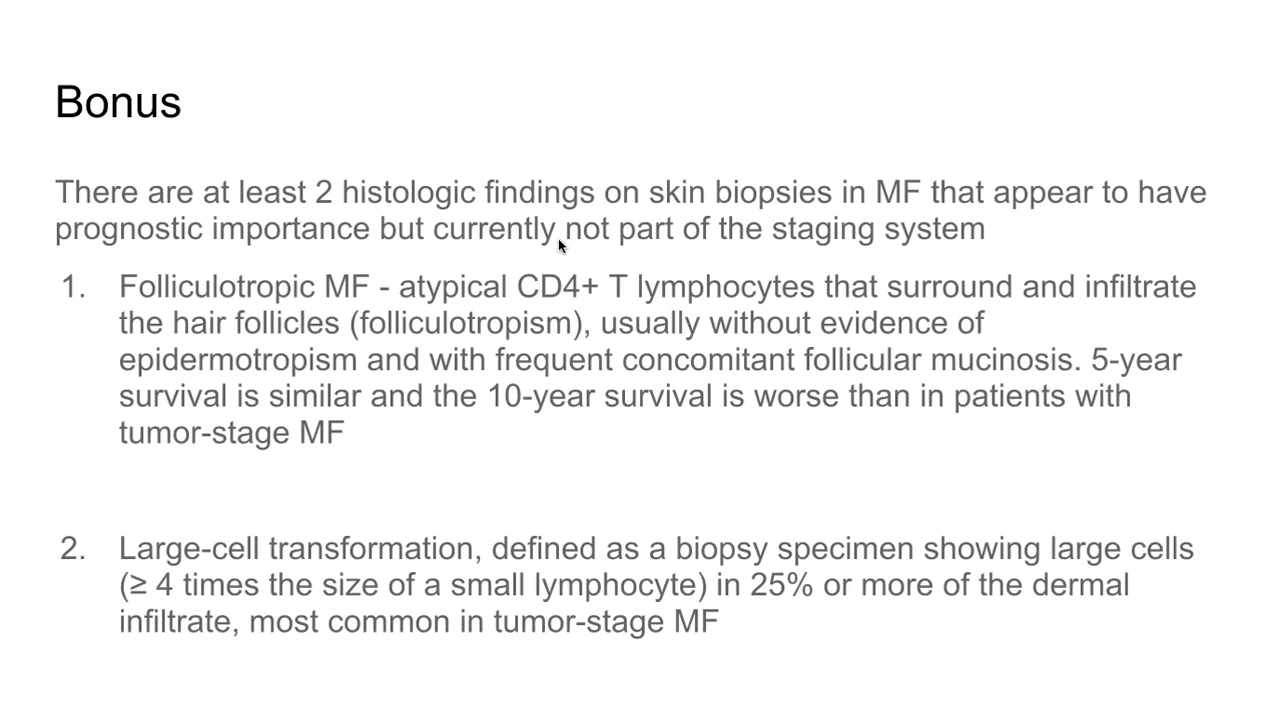 Bonus
There are at least 2 histologic findings on skin biopsies in MF that appear to have
prognostic importance but currently not part of the staging system
1. Folliculotropic MF - atypical CD4+ T lymphocytes that surround and infiltrate
the hair follicles (folliculotropism), usually without evidence of
epidermotropism and with frequent concomitant follicular mucinosis. 5-year
survival is similar and the 10-year survival is worse than in patients with
tumor-stage MF
2. Large-cell transformation, defined as a biopsy specimen showing large cells
(≥ 4 times the size of a small lymphocyte) in 25% or more of the dermal
infiltrate, most common in tumor-stage MF